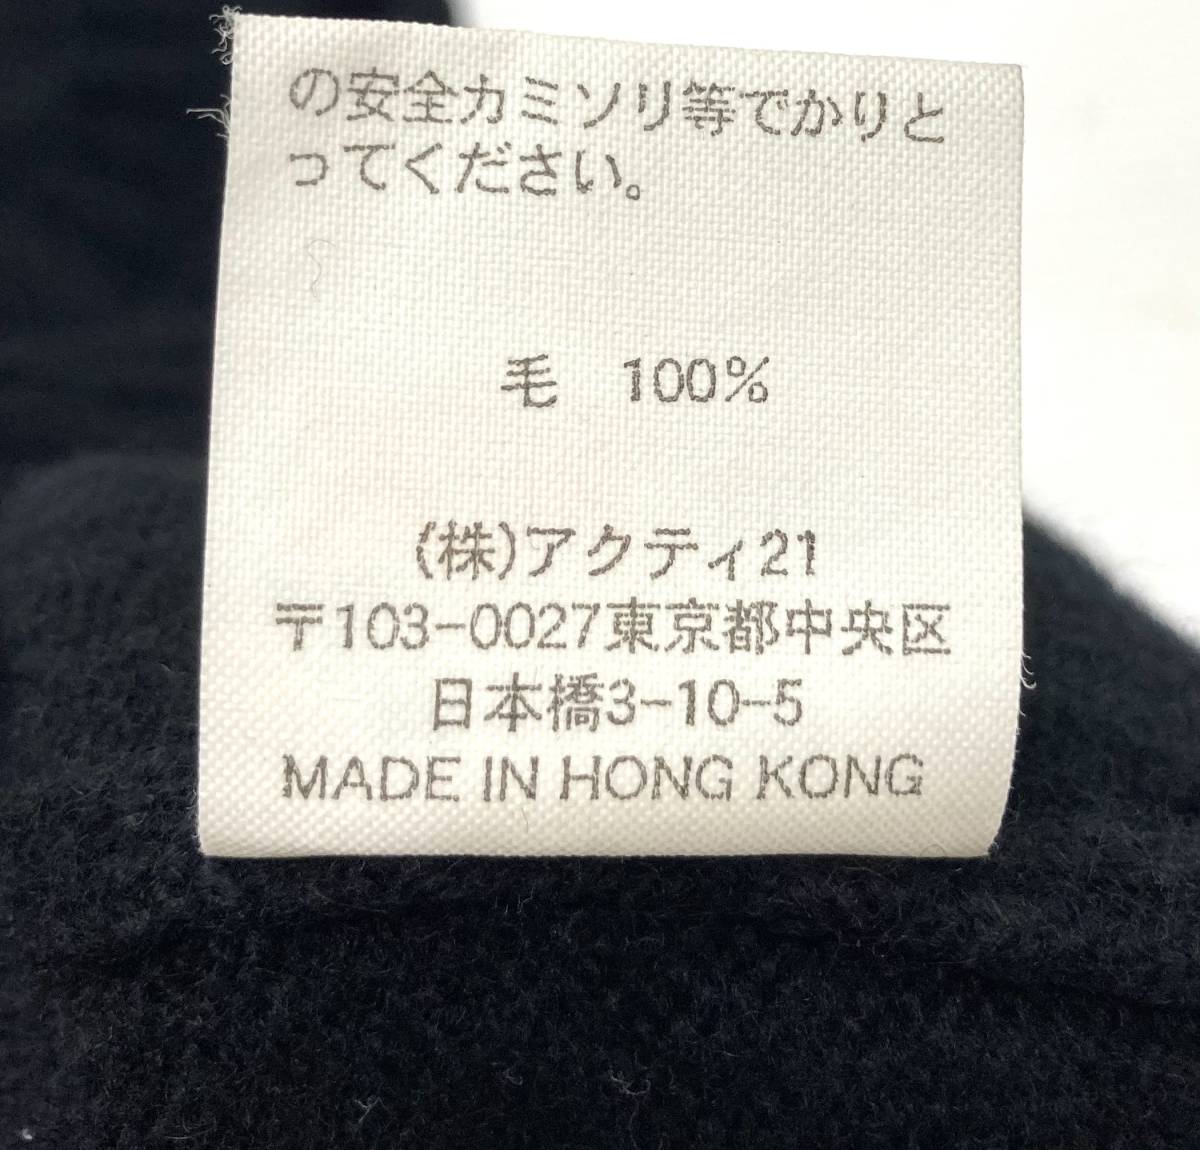 の安全カミソリ等でかりと
ってください。
毛　100%
(株)アクティ21
〒103-0027東京都中央区
日本橋3-10-5
MADE IN HONG KONG